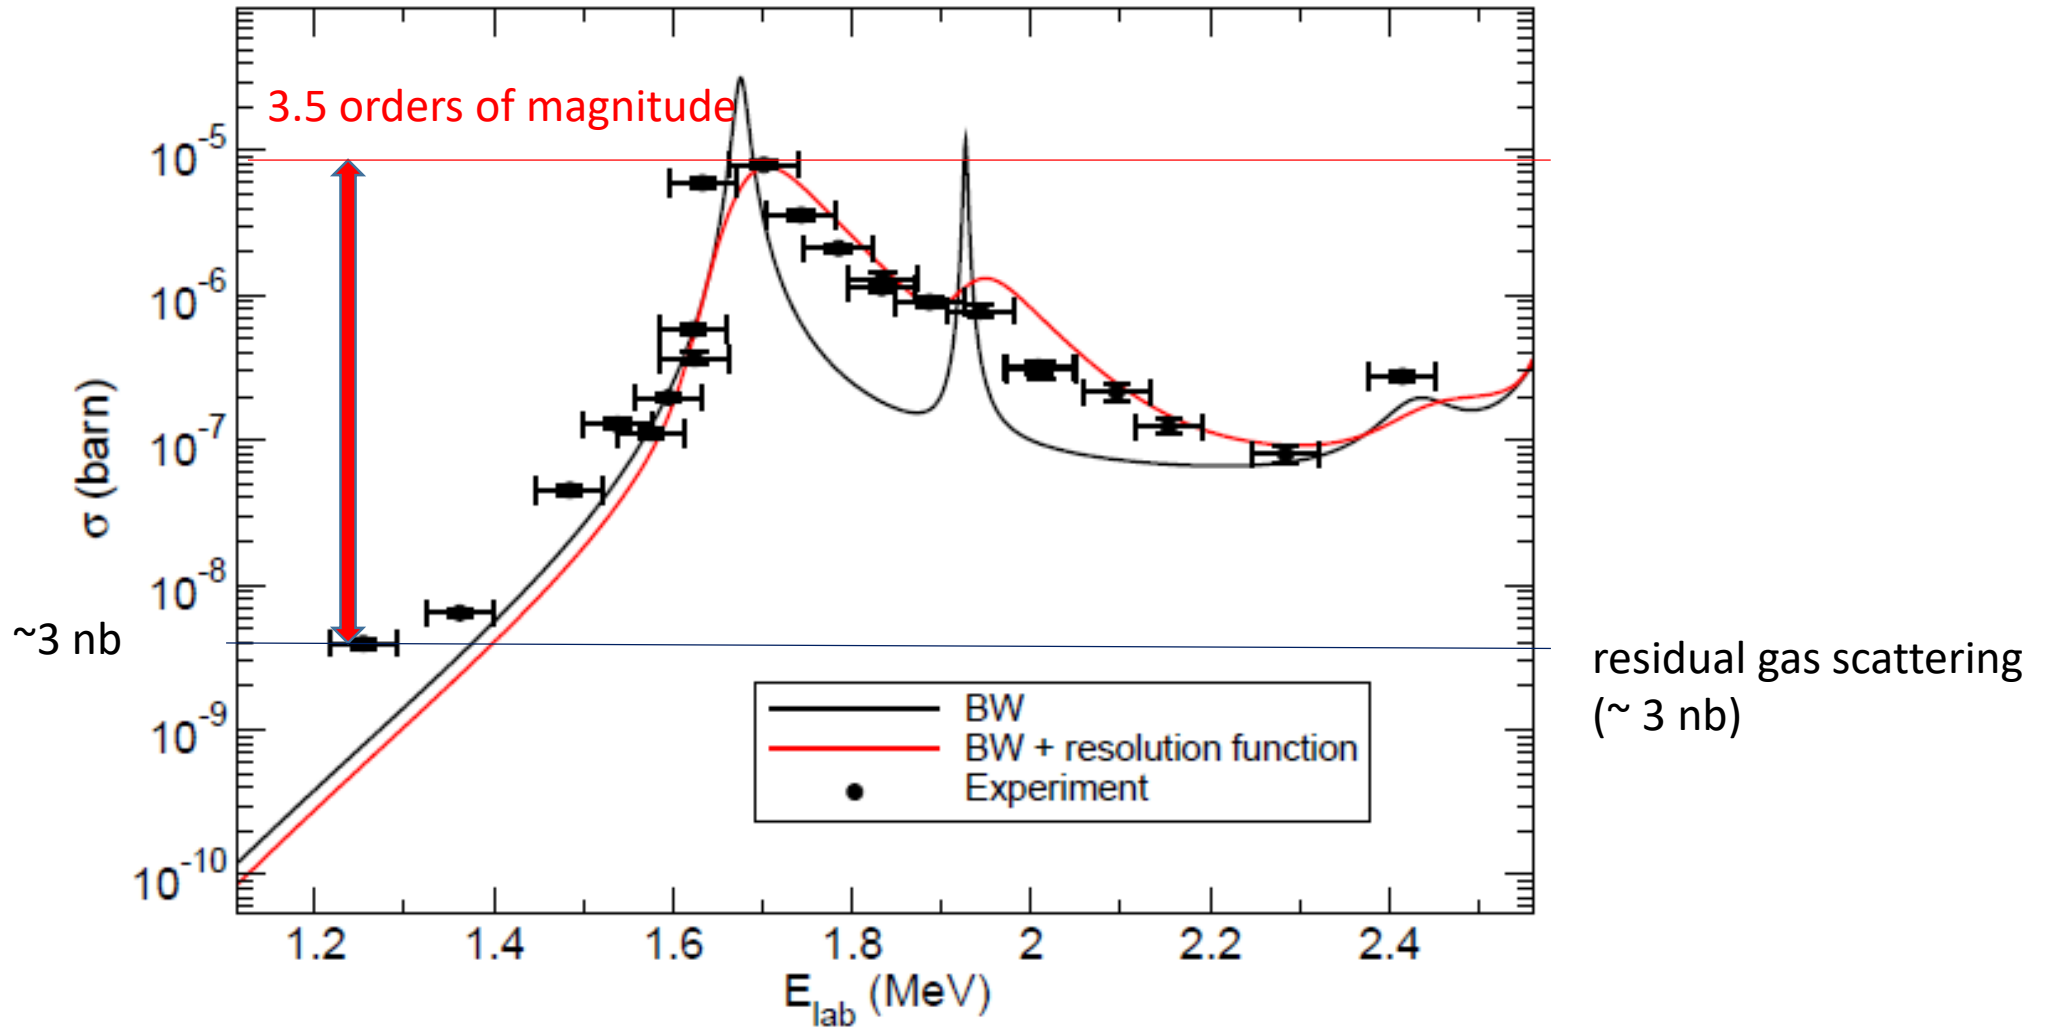 3.5 orders of magnitude
10^-5
10^-6
10^-7
10^-8
10^-9
10^-10
σ (barn)
~3 nb
residual gas scattering
(~ 3 nb)
BW
BW + resolution function
Experiment
1.2 1.4 1.6 1.8 2 2.2 2.4
E_lab (MeV)